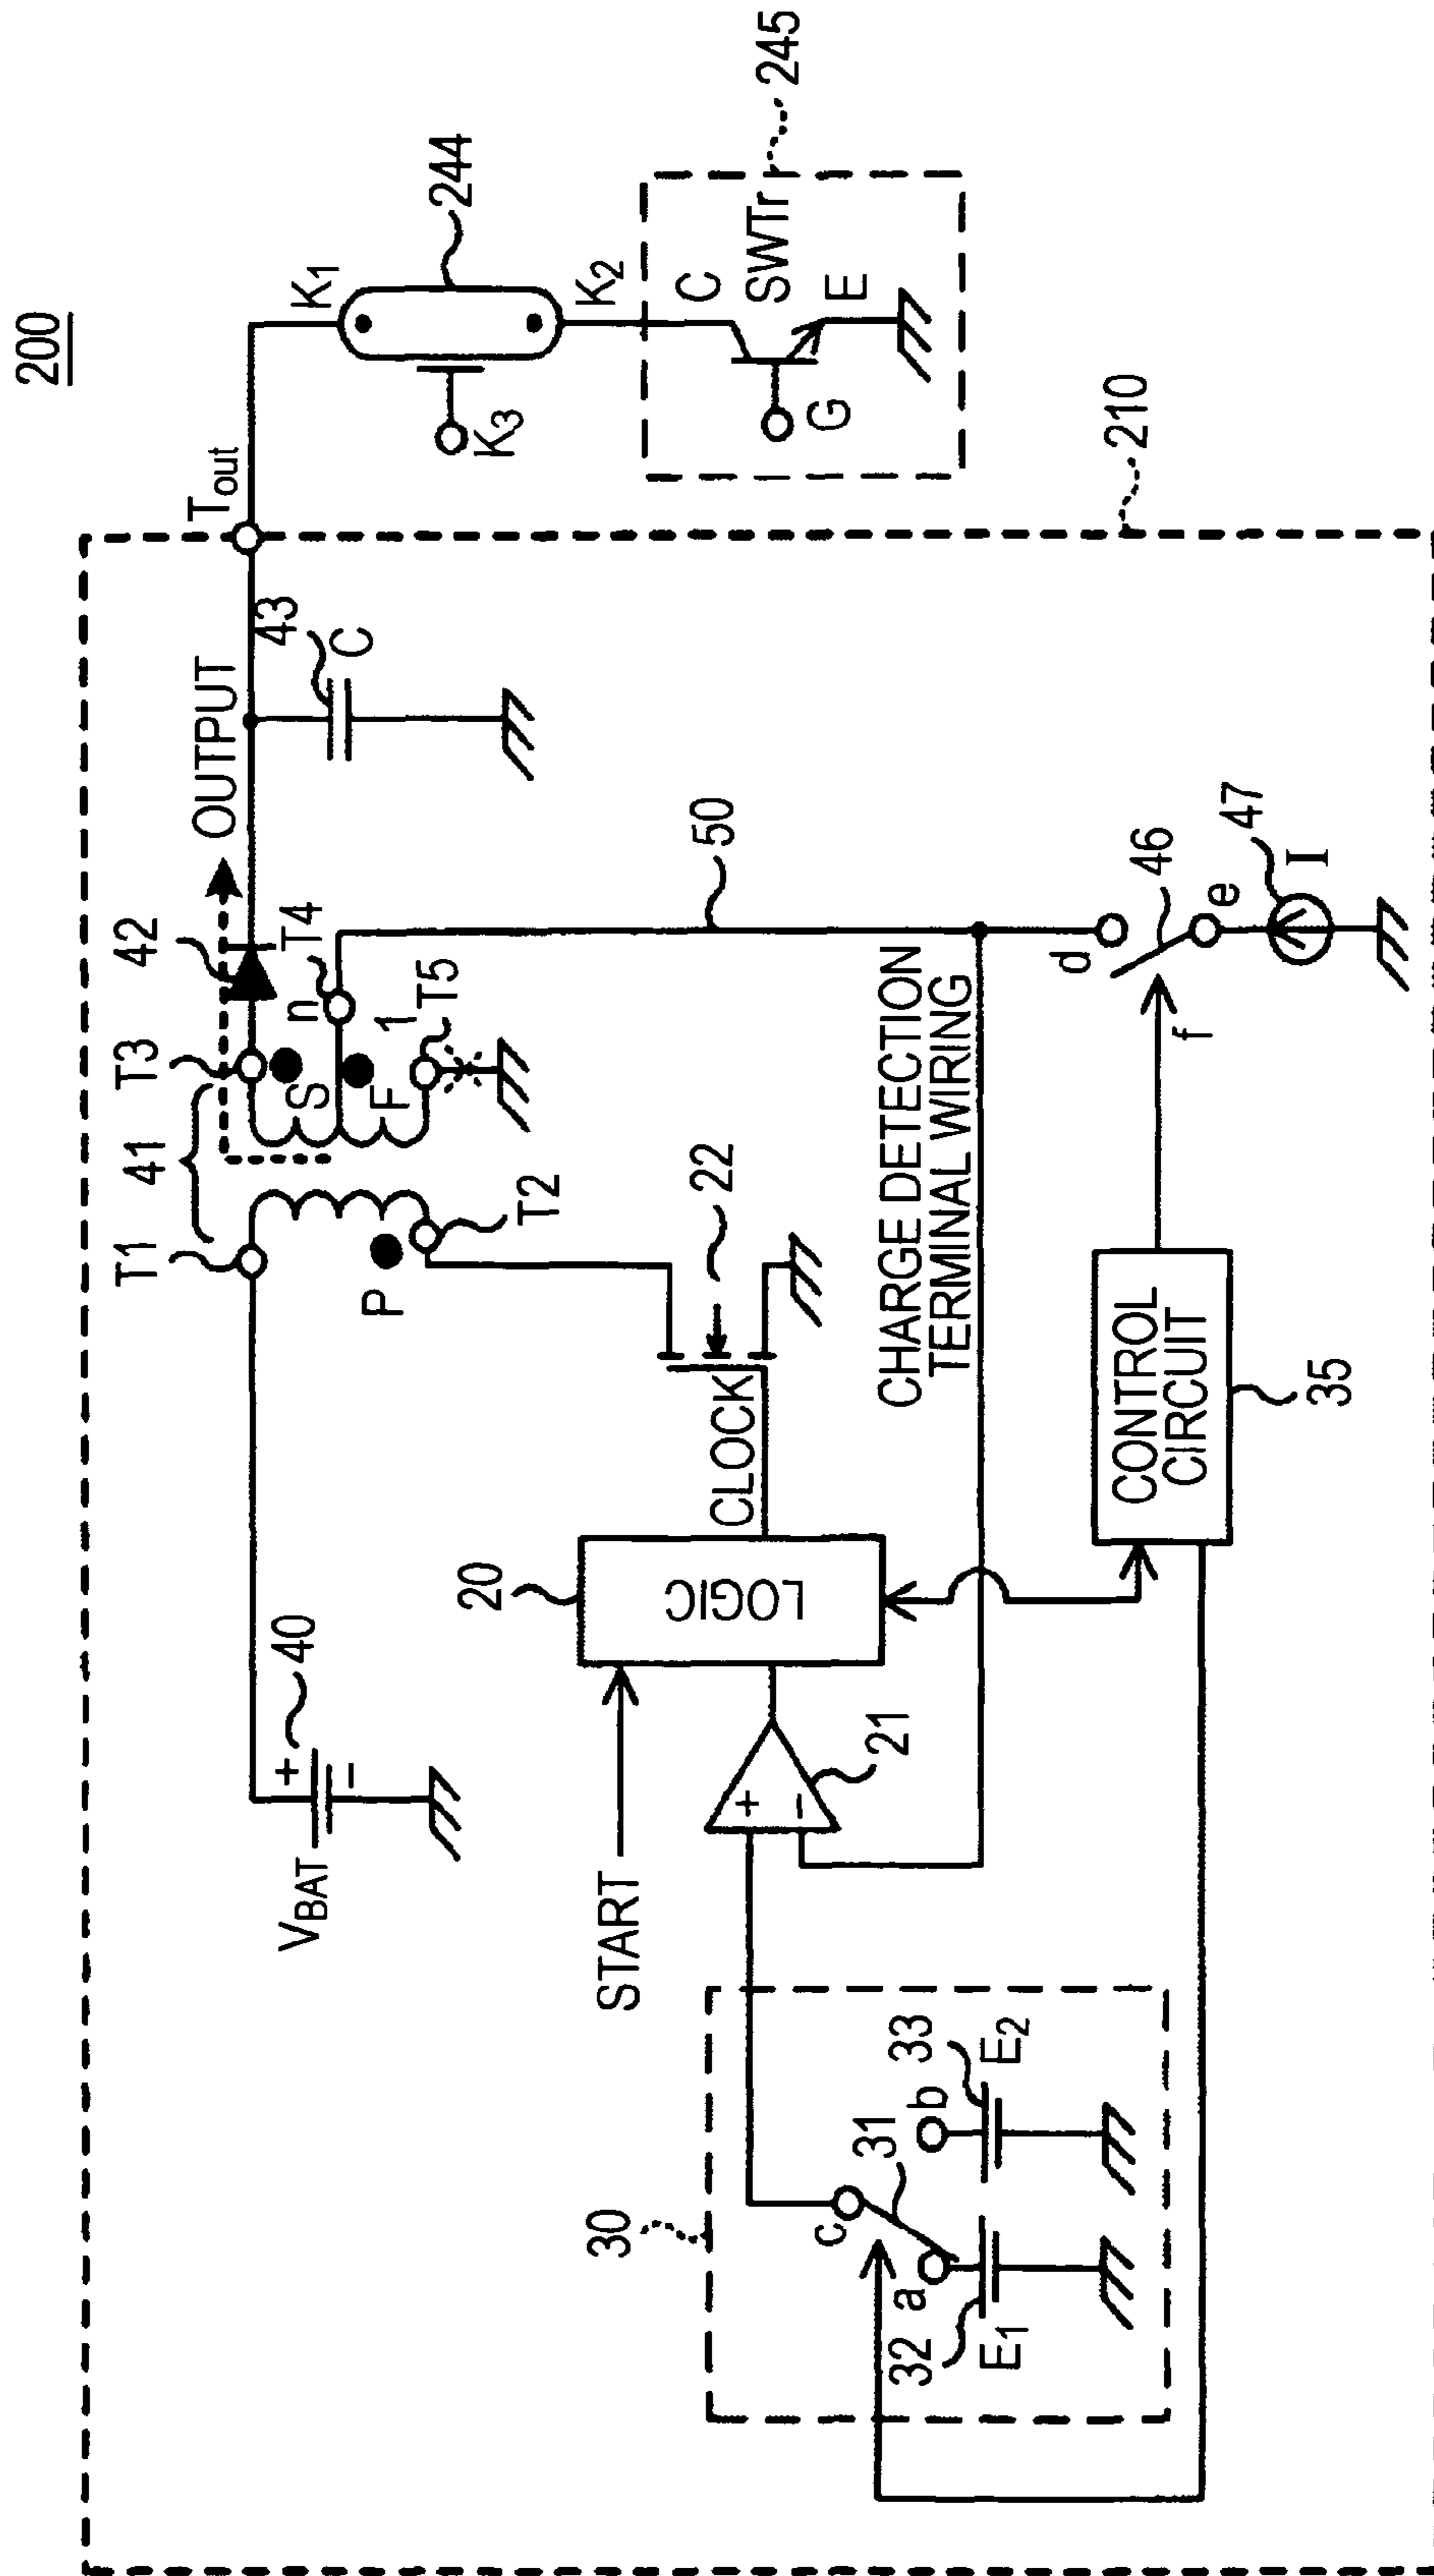 200
T1
41
T3
42
OUTPUT
43
C
Tout
K1
244
K3
K2
C
SWTr
E
G
245
210
VBAT
+
−
40
P
T2
S
F
n
T4
1
T5
50
START
20
LOGIC
CLOCK
22
+
−
21
CHARGE DETECTION
TERMINAL WIRING
d
46
e
47
I
f
CONTROL
CIRCUIT
35
30
c
31
a
b
32
E1
33
E2